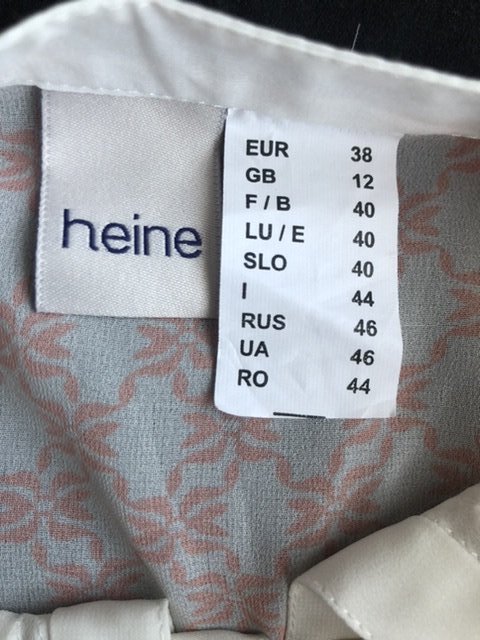 heine
EUR 38
GB 12
F / B 40
LU / E 40
SLO 40
I 44
RUS 46
UA 46
RO 44